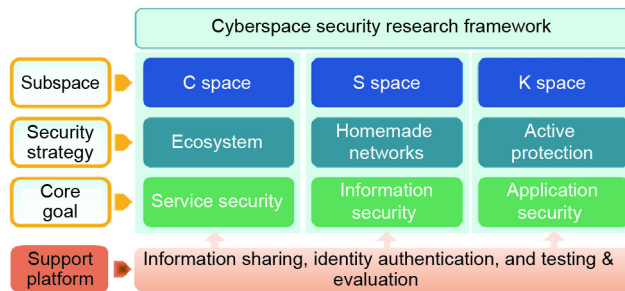 Cyberspace security research framework
Subspace
C space
S space
K space
Security
strategy
Ecosystem
Homemade
networks
Active
protection
Core
goal
Service security
Information
security
Application
security
Support
platform
Information sharing, identity authentication, and testing &
evaluation